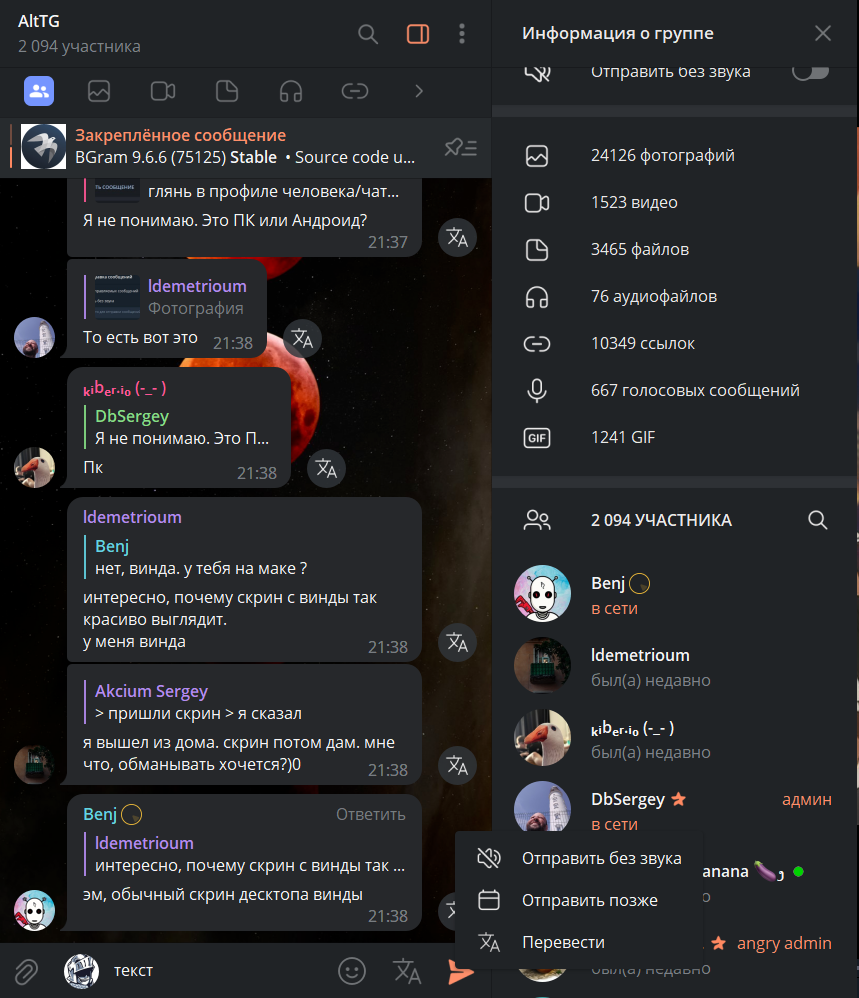 AltTG
2 094 участника
Закреплённое сообщение
BGram 9.6.6 (75125) Stable • Source code u...
глянь в профиле человека/чат...
Я не понимаю. Это ПК или Андроид?
21:37
ldemetrioum
Фотография
То есть вот это
21:38
ₖᵢbₑᵣ.ᵢₒ (-_- )
DbSergey
Я не понимаю. Это П...
Пк
21:38
ldemetrioum
Benj
нет, винда. у тебя на маке ?
интересно, почему скрин с винды так
красиво выглядит.
у меня винда
21:38
Akcium Sergey
> пришли скрин > я сказал
я вышел из дома. скрин потом дам. мне
что, обманывать хочется?)0
21:38
Benj
Ответить
ldemetrioum
интересно, почему скрин с винды так ...
эм, обычный скрин десктопа винды
21:38
текст
Информация о группе
Отправить без звука
24126 фотографий
1523 видео
3465 файлов
76 аудиофайлов
10349 ссылок
667 голосовых сообщений
GIF
1241 GIF
2 094 УЧАСТНИКА
Benj
в сети
ldemetrioum
был(а) недавно
ₖᵢbₑᵣ.ᵢₒ (-_- )
был(а) недавно
DbSergey
админ
в сети
Отправить без звука
Отправить позже
Перевести
anana
angry admin
был(а) недавно